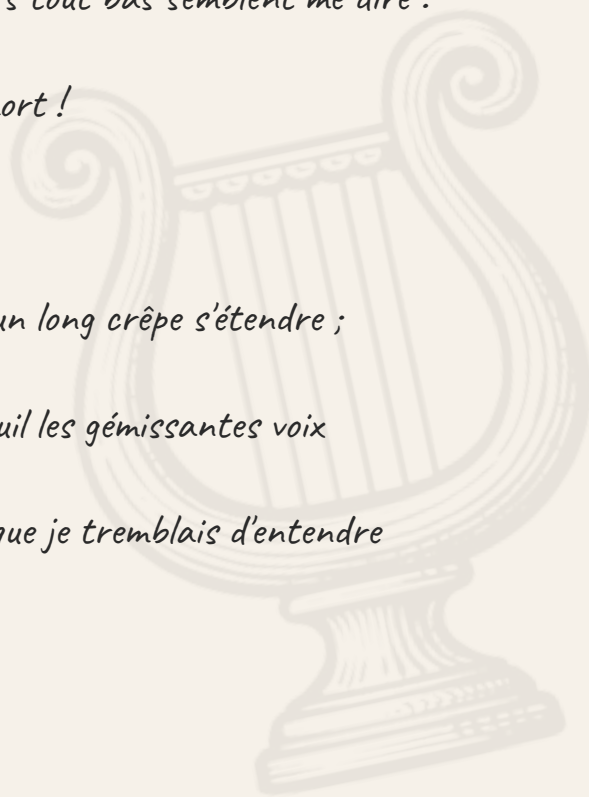 tout bas semblent me dire :
ort !
un long crêpe s'étendre ;
uil les gémissantes voix
que je tremblais d'entendre